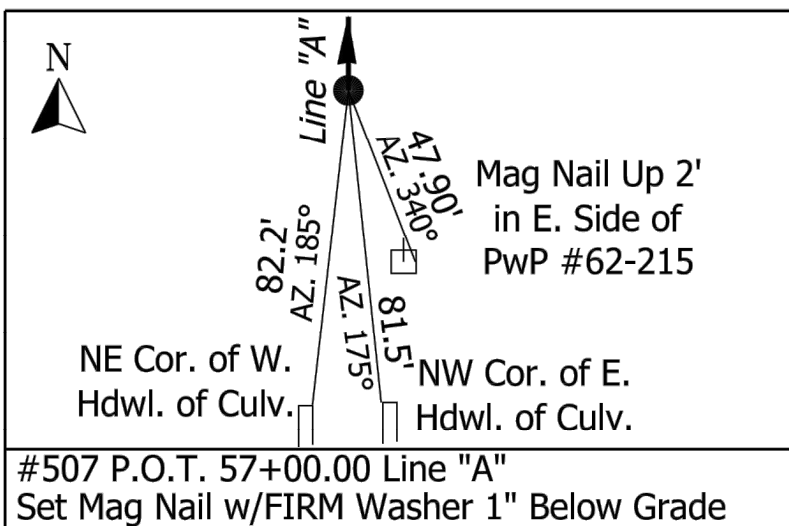 N
Line "A"
47.90'
AZ. 340°
Mag Nail Up 2'
in E. Side of
PwP #62-215
82.2'
AZ. 185°
AZ. 175°
81.5'
NE Cor. of W.
Hdwl. of Culv.
NW Cor. of E.
Hdwl. of Culv.
#507 P.O.T. 57+00.00 Line "A"
Set Mag Nail w/FIRM Washer 1" Below Grade